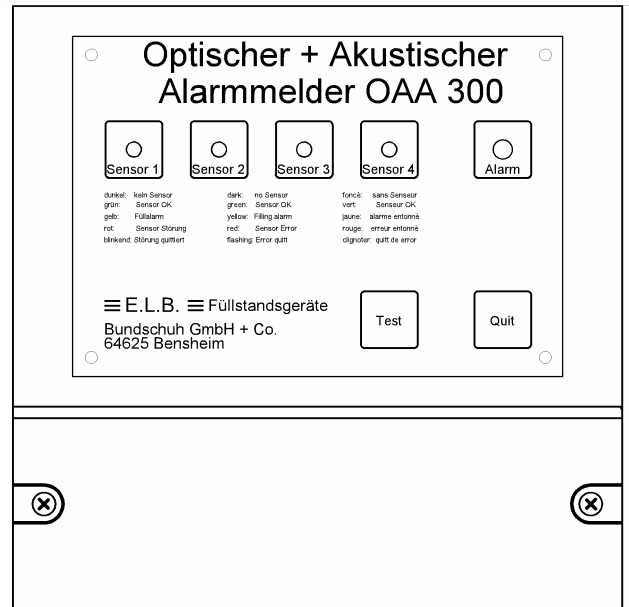 Optischer + Akustischer
Alarmmelder OAA 300
Sensor 1 Sensor 2 Sensor 3 Sensor 4 Alarm
dunkel: kein Sensor
grün: Sensor OK
gelb: Füllalarm
rot: Sensor Störung
blinkend: Störung quittiert
dark: no Sensor
green: Sensor OK
yellow: Filling alarm
red: Sensor Error
flashing: Error quitt
foncè: sans Senseur
vert: Senseur OK
jaune: alarme entonnè
rouge: erreur entonnè
clignoter: quitt de error
E.L.B. Füllstandsgeräte
Bundschuh GmbH + Co.
64625 Bensheim
Test
Quit